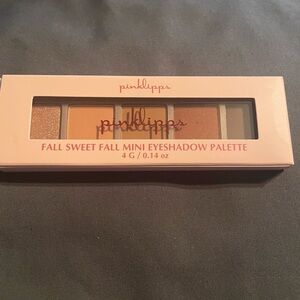 pinklipps
pinklipps
FALL SWEET FALL MINI EYESHADOW PALETTE
4 G / 0.14 oz